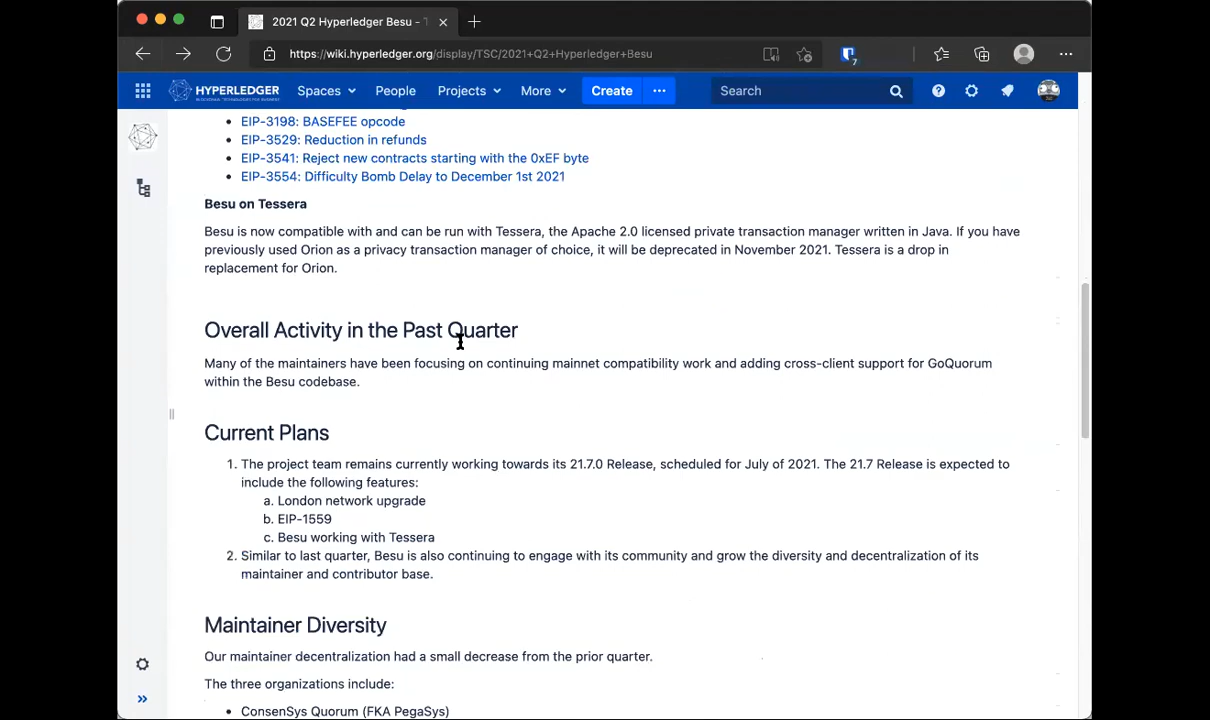 2021 Q2 Hyperledger Besu - T
https://wiki.hyperledger.org/display/TSC/2021+Q2+Hyperledger+Besu
7
HYPERLEDGER Spaces People Projects More Create Search
EIP-3198: BASEFEE opcode
EIP-3529: Reduction in refunds
EIP-3541: Reject new contracts starting with the 0xEF byte
EIP-3554: Difficulty Bomb Delay to December 1st 2021
Besu on Tessera
Besu is now compatible with and can be run with Tessera, the Apache 2.0 licensed private transaction manager written in Java. If you have
previously used Orion as a privacy transaction manager of choice, it will be deprecated in November 2021. Tessera is a drop in
replacement for Orion.
Overall Activity in the Past Quarter
Many of the maintainers have been focusing on continuing mainnet compatibility work and adding cross-client support for GoQuorum
within the Besu codebase.
Current Plans
1. The project team remains currently working towards its 21.7.0 Release, scheduled for July of 2021. The 21.7 Release is expected to
include the following features:
a. London network upgrade
b. EIP-1559
c. Besu working with Tessera
2. Similar to last quarter, Besu is also continuing to engage with its community and grow the diversity and decentralization of its
maintainer and contributor base.
Maintainer Diversity
Our maintainer decentralization had a small decrease from the prior quarter.
The three organizations include:
ConsenSys Quorum (FKA PegaSys)